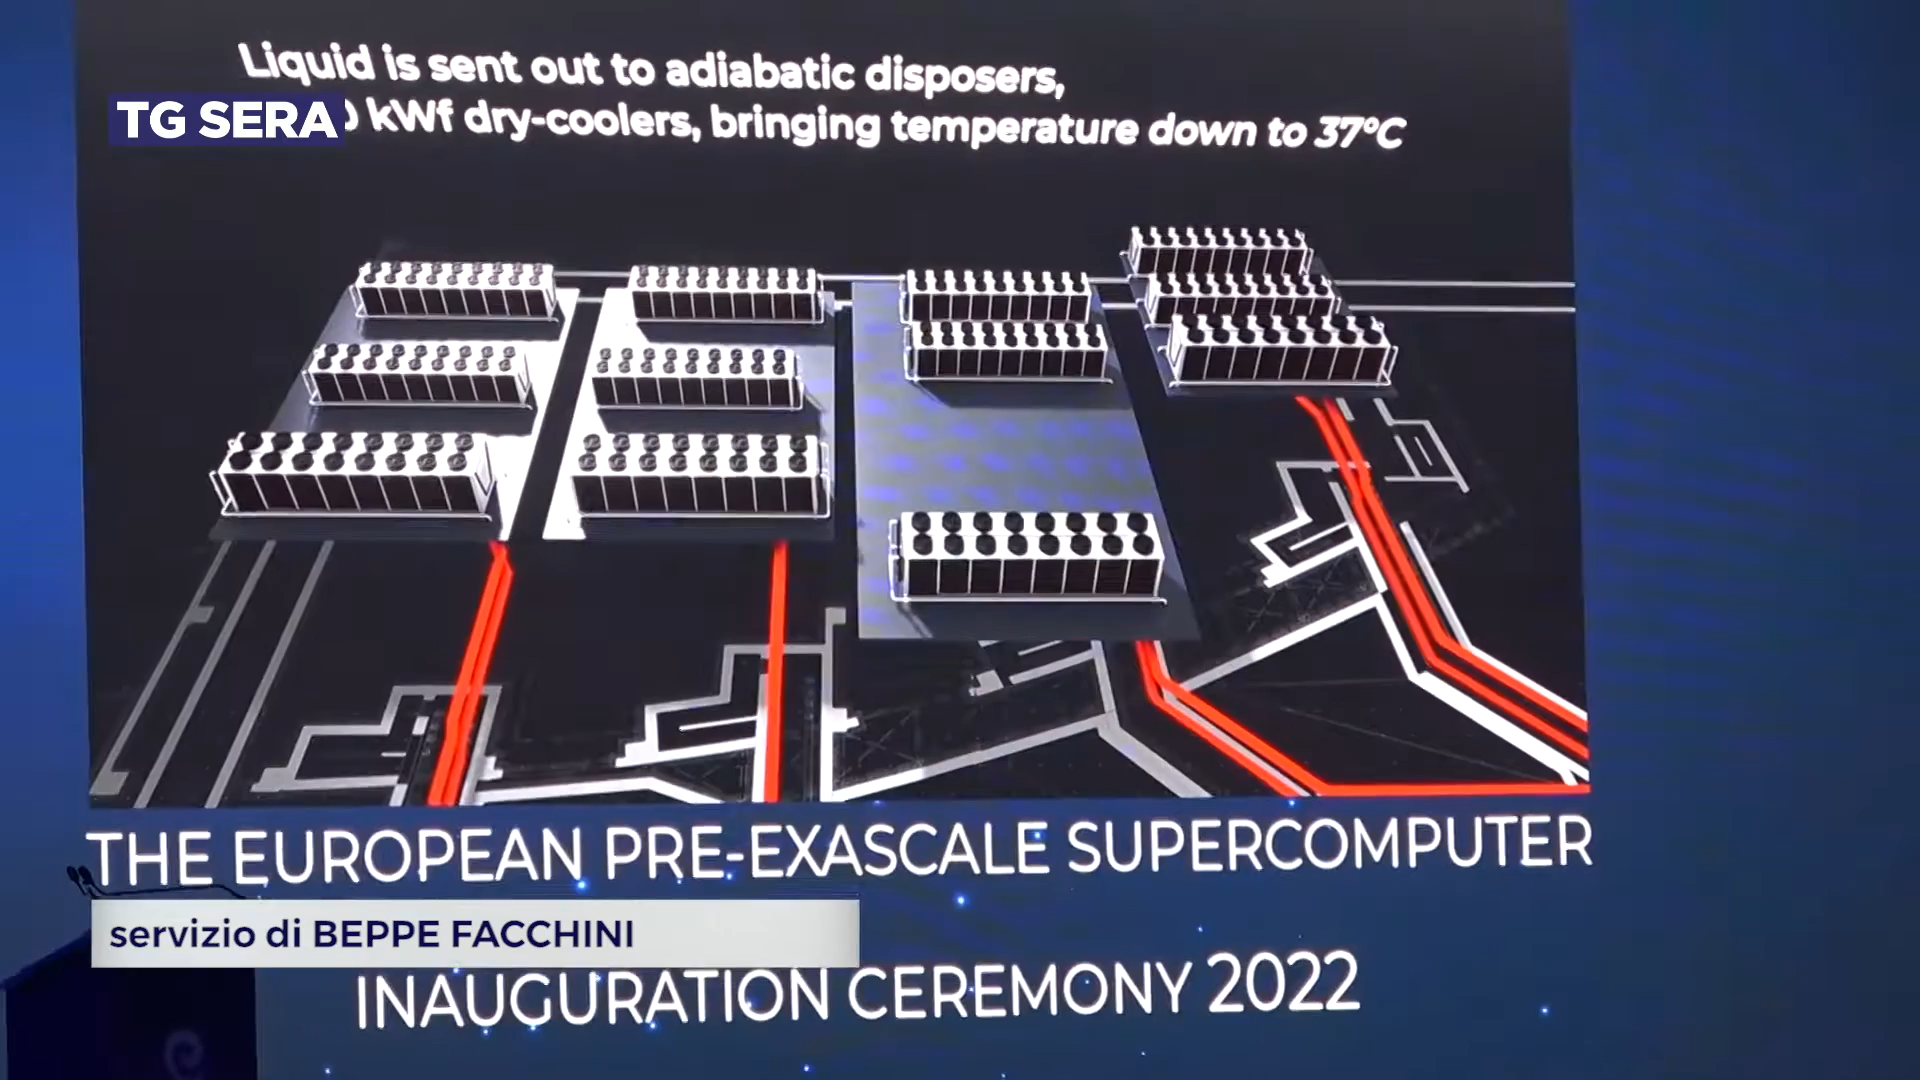 Liquid is sent out to adiabatic disposers,
TG SERA
kWf dry-coolers, bringing temperature down to 37°C
THE EUROPEAN PRE-EXASCALE SUPERCOMPUTER
servizio di BEPPE FACCHINI
INAUGURATION CEREMONY 2022